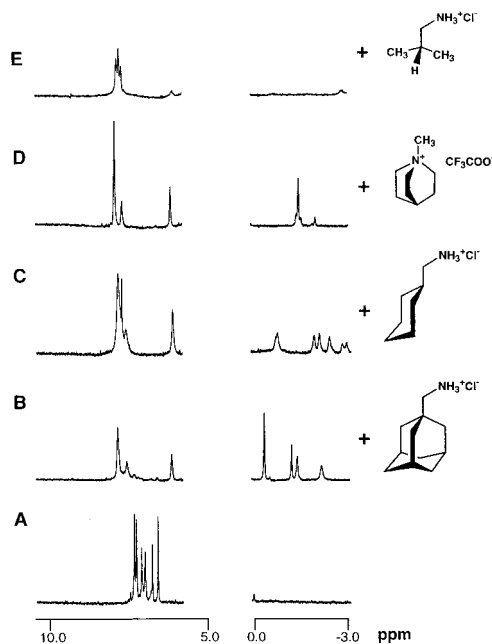 E
+
NH₃⁺Cl⁻
CH₃
CH₃
H
D
+
CH₃
N⁺
CF₃COO⁻
C
+
NH₃⁺Cl⁻
B
+
NH₃⁺Cl⁻
A
10.0 5.0 0.0 -3.0 ppm